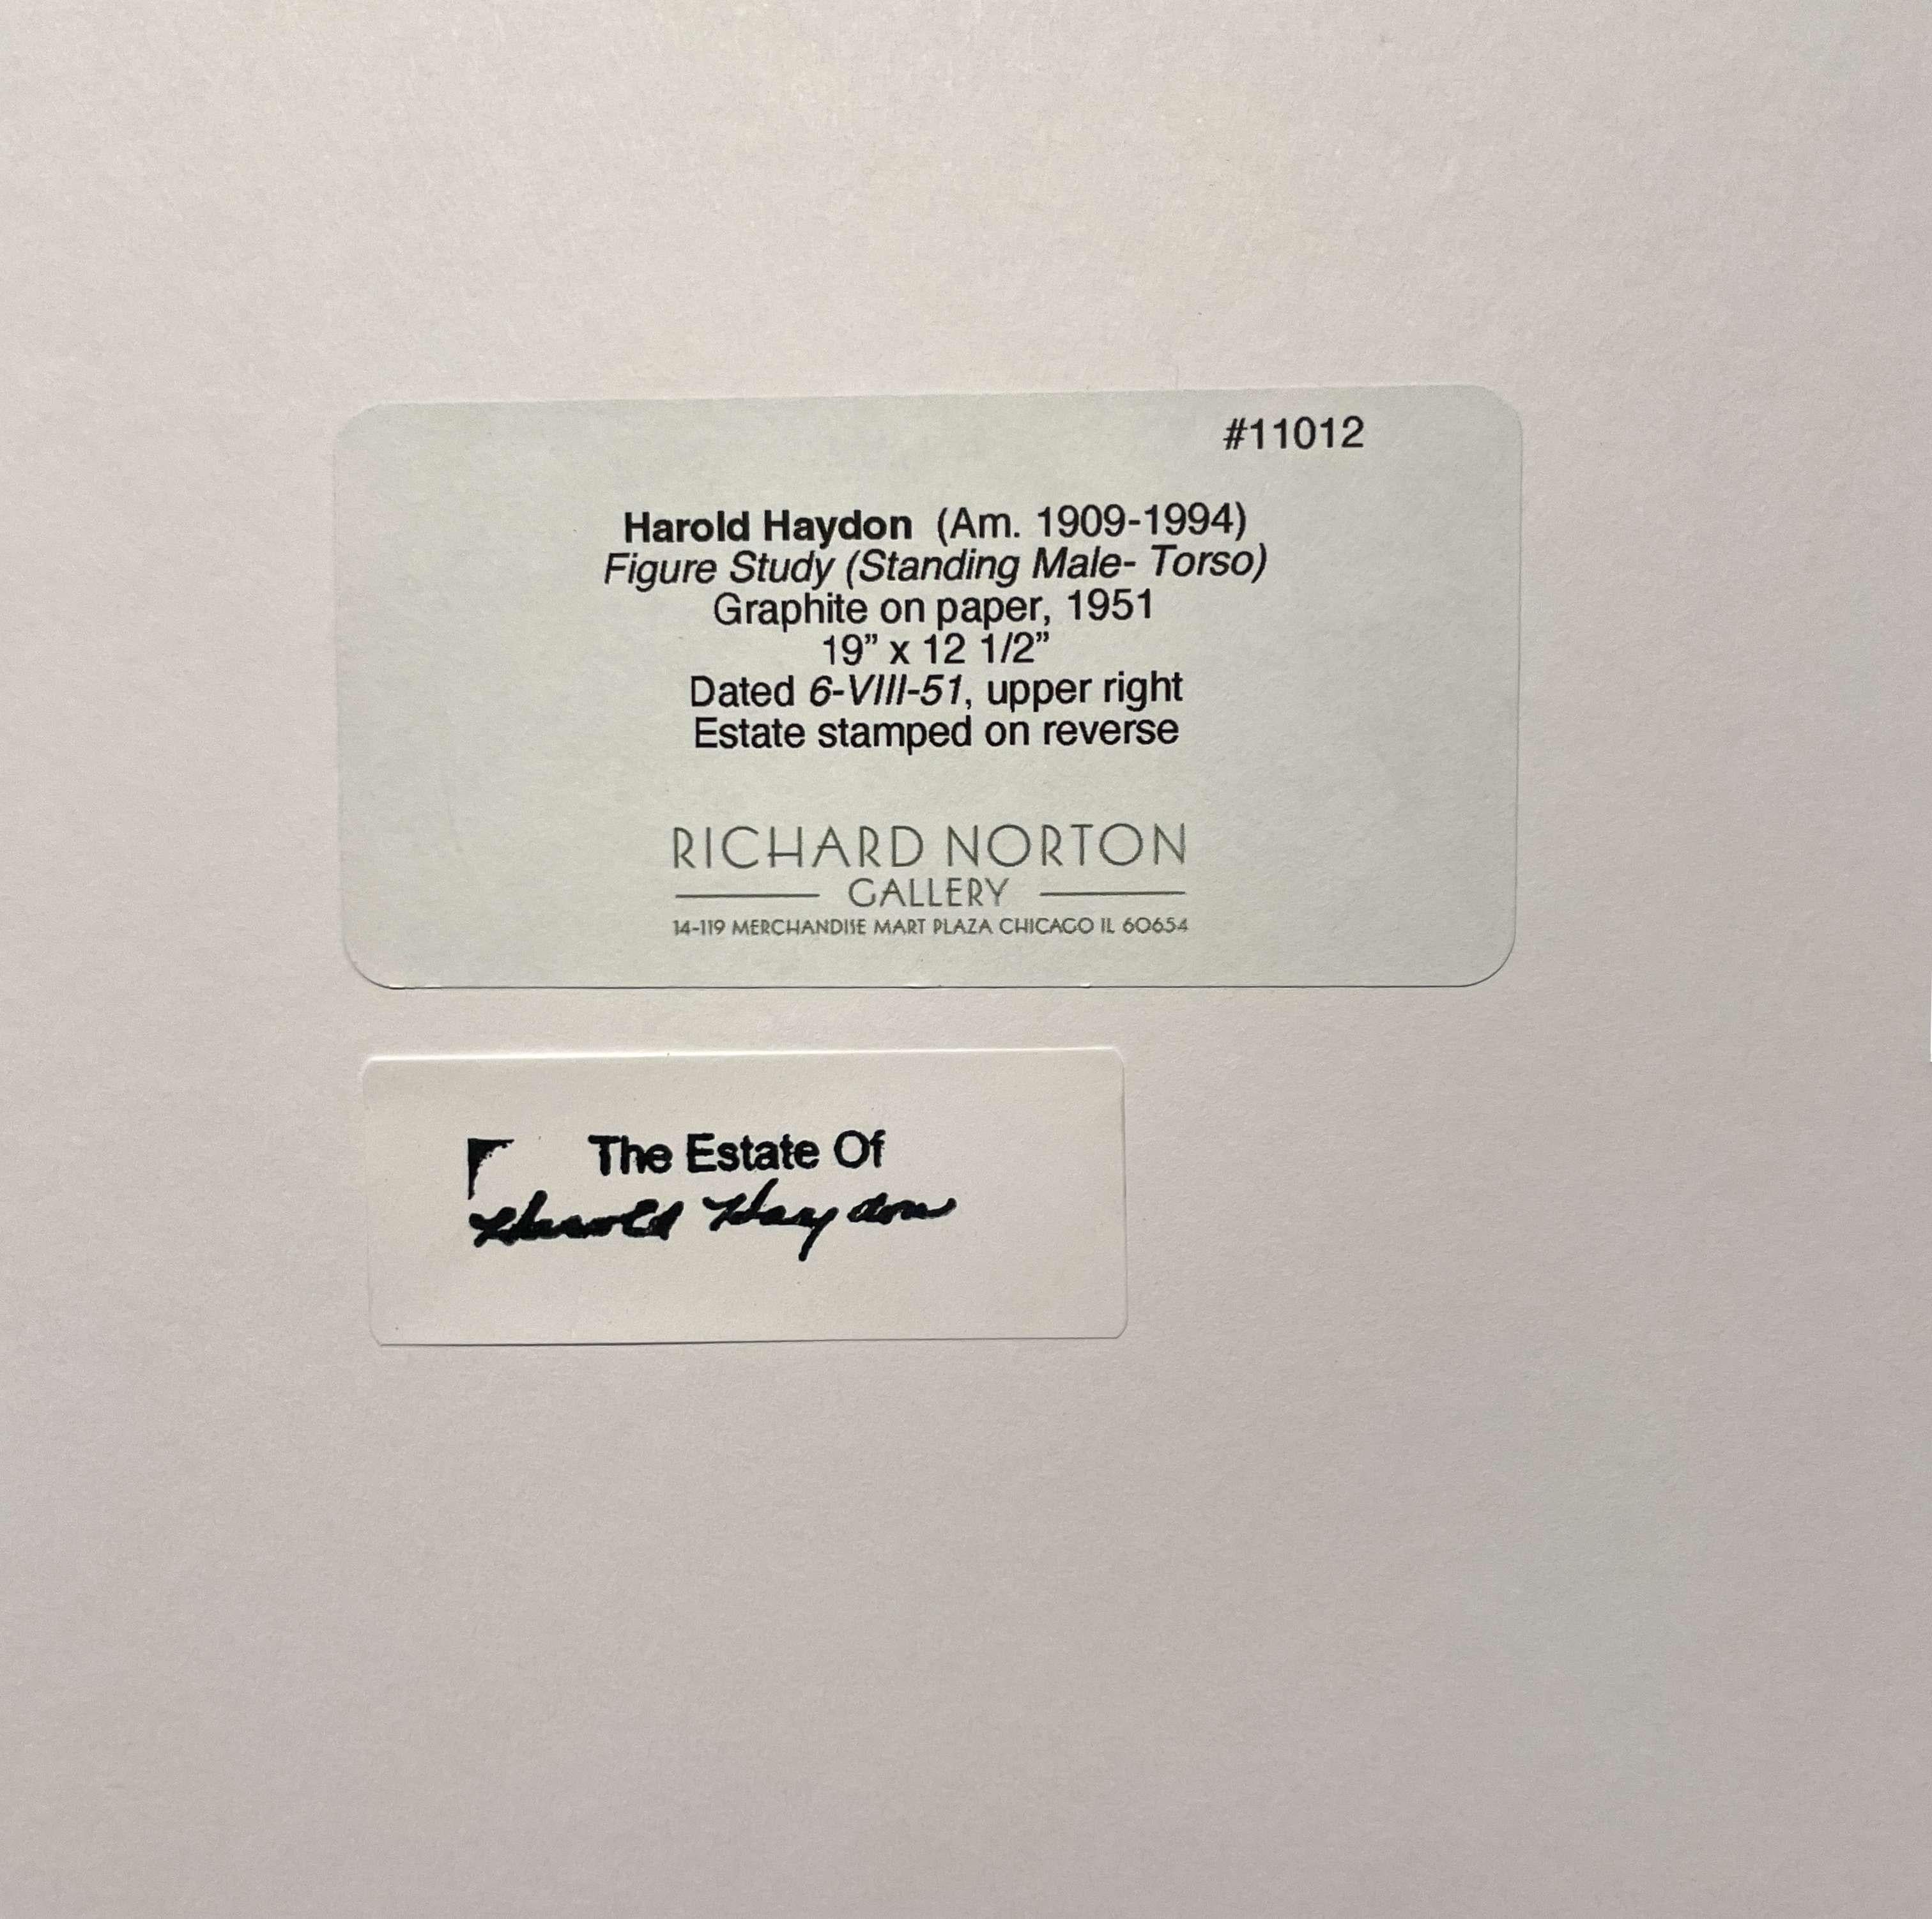 #11012
Harold Haydon (Am. 1909-1994)
Figure Study (Standing Male- Torso)
Graphite on paper, 1951
19” x 12 1/2”
Dated 6-VIII-51, upper right
Estate stamped on reverse
RICHARD NORTON
GALLERY
14-119 MERCHANDISE MART PLAZA CHICAGO IL 60654
The Estate Of
Harold Haydon